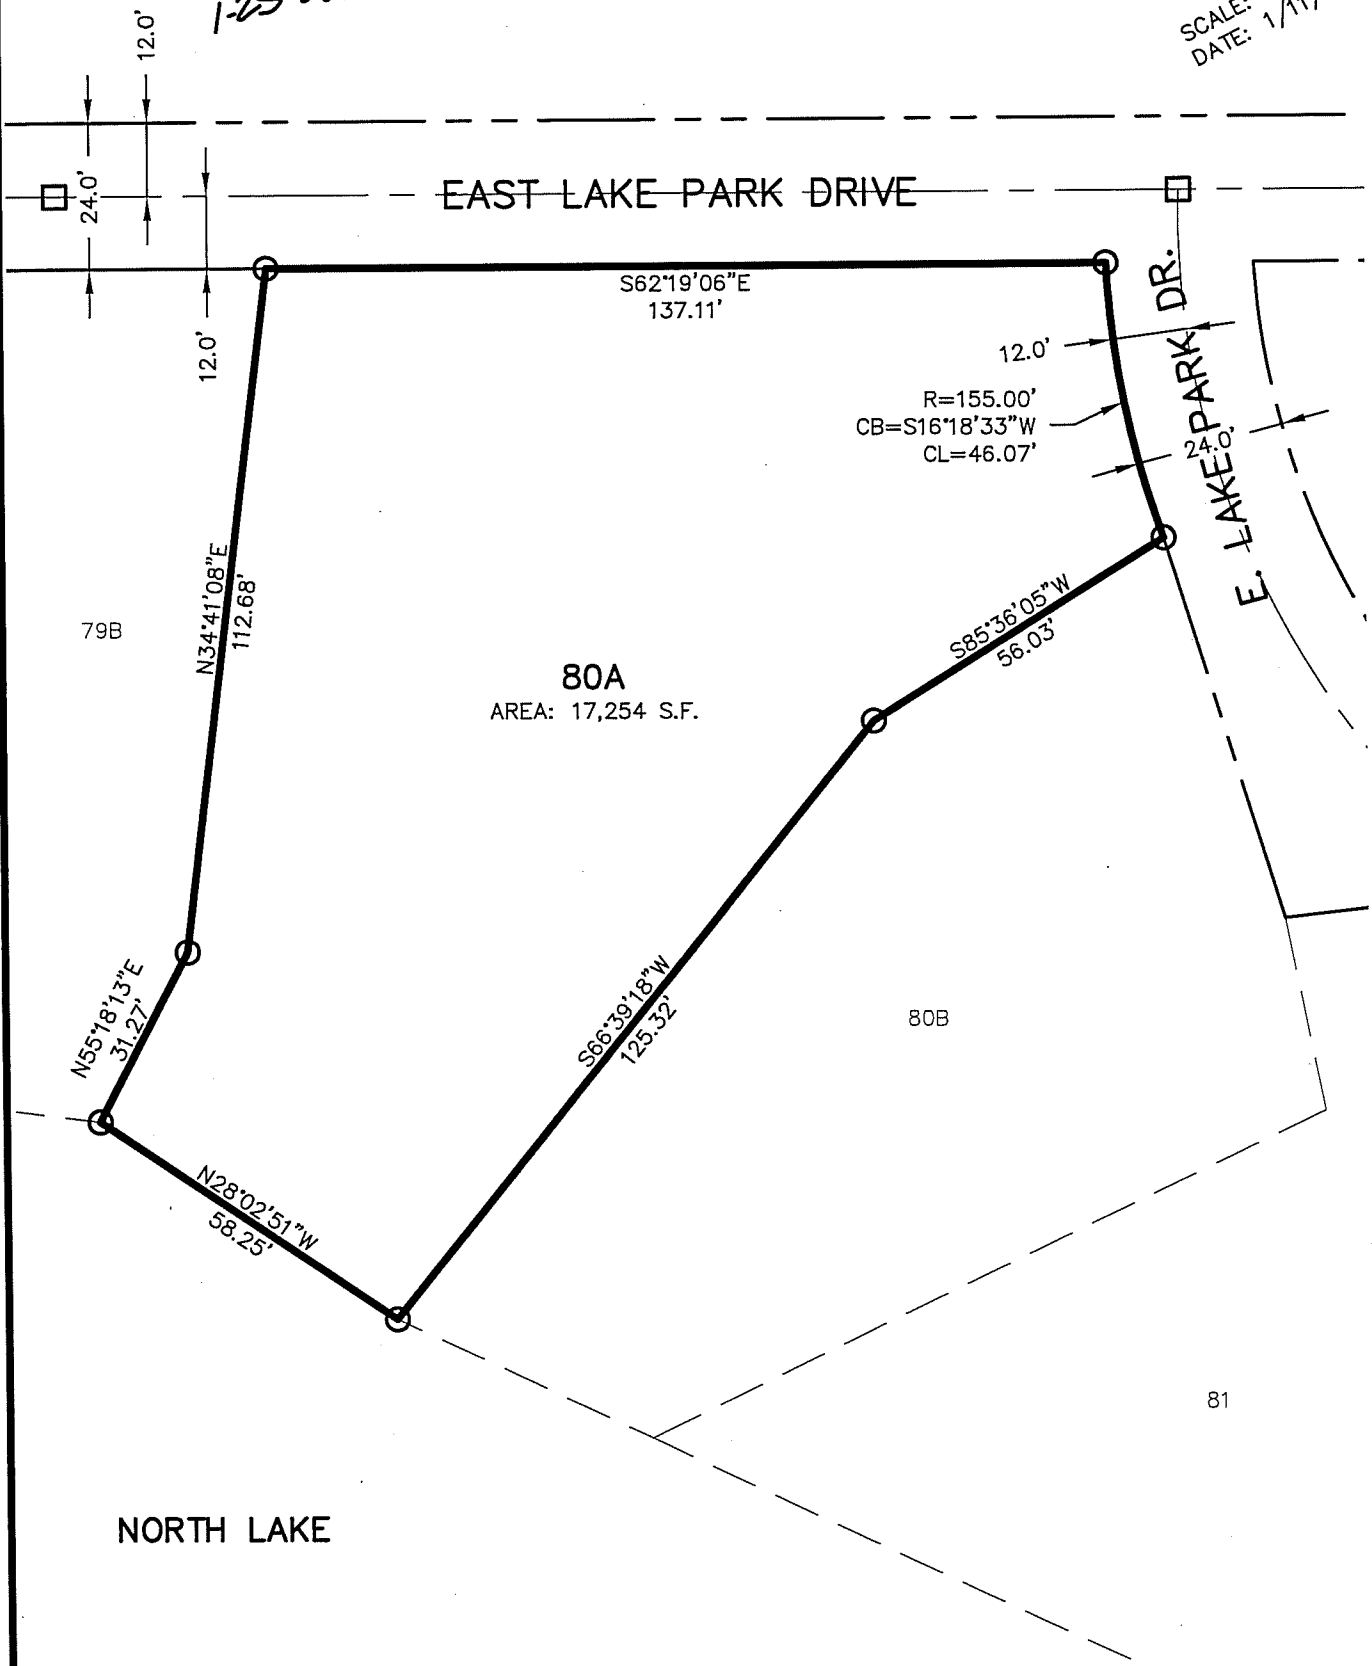 SCALE:
DATE: 1/11/
12.0'
24.0'
EAST LAKE PARK DRIVE
12.0'
S62°19'06"E
137.11'
E. LAKE PARK DR.
12.0'
R=155.00'
CB=S16°18'33"W
CL=46.07'
24.0'
N34°41'08"E
112.68'
79B
80A
AREA: 17,254 S.F.
S85°36'05"W
56.03'
N55°18'13"E
31.27'
S66°39'18"W
125.32'
80B
N28°02'51"W
58.25'
81
NORTH LAKE